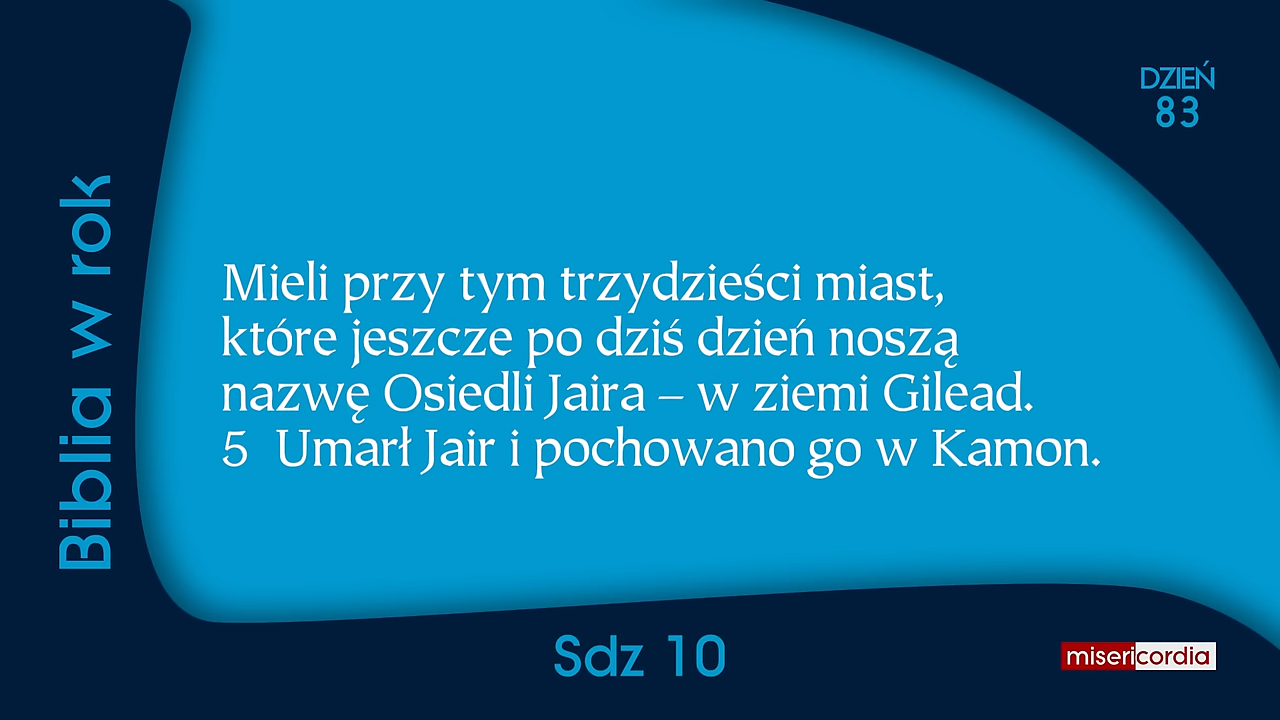 DZIEŃ
83
Biblia w rok
Mieli przy tym trzydzieści miast,
które jeszcze po dziś dzień noszą
nazwę Osiedli Jaira – w ziemi Gilead.
5 Umarł Jair i pochowano go w Kamon.
Sdz 10
misericordia